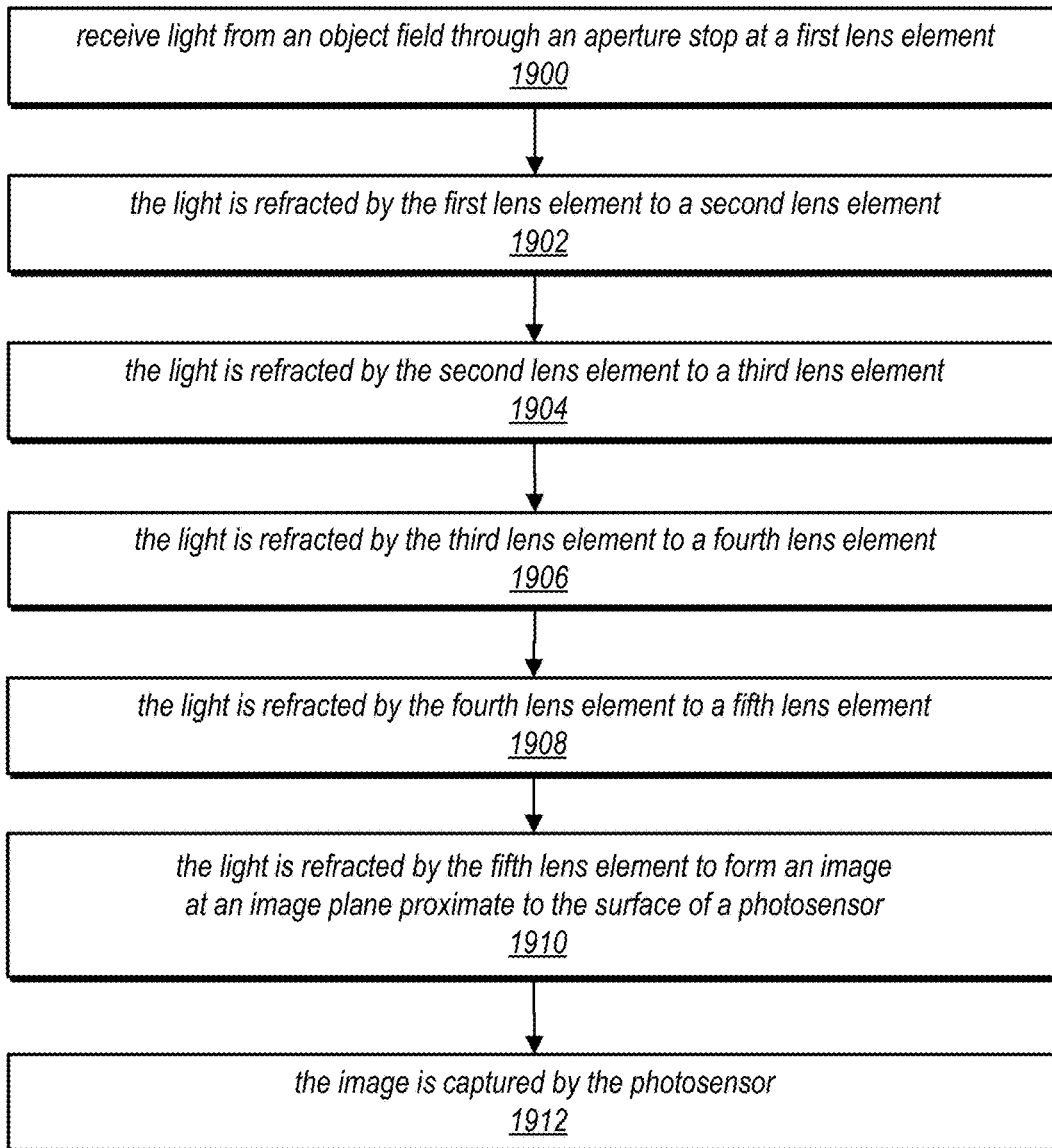 receive light from an object field through an aperture stop at a first lens element
1900
the light is refracted by the first lens element to a second lens element
1902
the light is refracted by the second lens element to a third lens element
1904
the light is refracted by the third lens element to a fourth lens element
1906
the light is refracted by the fourth lens element to a fifth lens element
1908
the light is refracted by the fifth lens element to form an image
at an image plane proximate to the surface of a photosensor
1910
the image is captured by the photosensor
1912